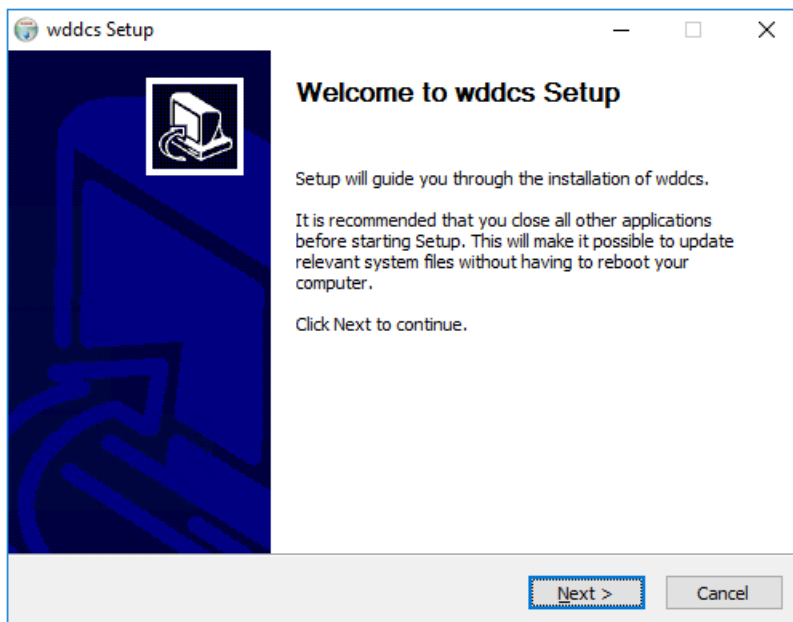 wddcs Setup
Welcome to wddcs Setup
Setup will guide you through the installation of wddcs.
It is recommended that you close all other applications
before starting Setup. This will make it possible to update
relevant system files without having to reboot your
computer.
Click Next to continue.
Next >
Cancel